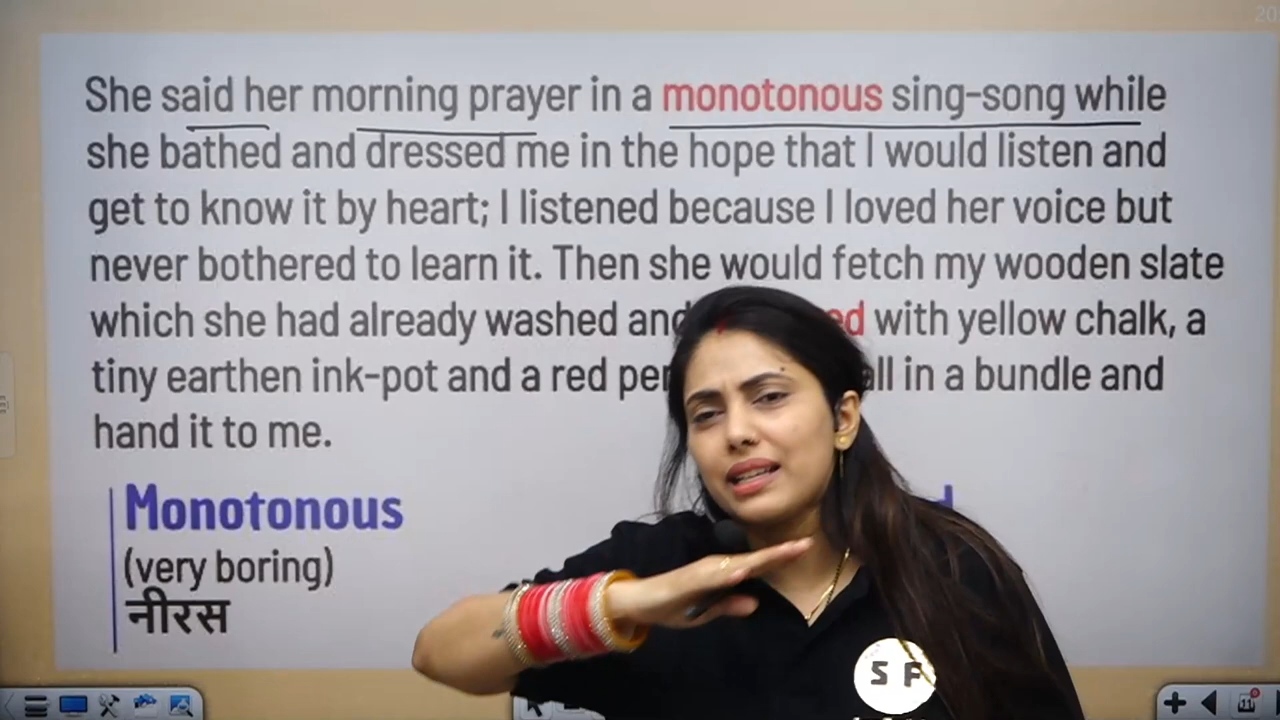 20
She said her morning prayer in a monotonous sing-song while
she bathed and dressed me in the hope that I would listen and
get to know it by heart; I listened because I loved her voice but
never bothered to learn it. Then she would fetch my wooden slate
which she had already washed and with yellow chalk, a
tiny earthen ink-pot and a red all in a bundle and
hand it to me.
Monotonous
(very boring)
नीरस
S F
11